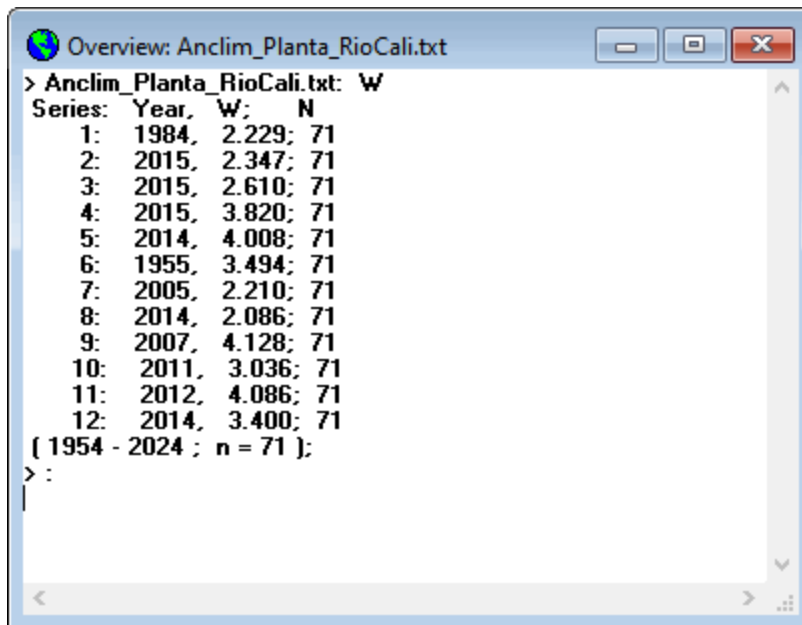 Overview: Anclim_Planta_RioCali.txt
> Anclim_Planta_RioCali.txt: W
Series: Year, W; N
1: 1984, 2.229; 71
2: 2015, 2.347; 71
3: 2015, 2.610; 71
4: 2015, 3.820; 71
5: 2014, 4.008; 71
6: 1955, 3.494; 71
7: 2005, 2.210; 71
8: 2014, 2.086; 71
9: 2007, 4.128; 71
10: 2011, 3.036; 71
11: 2012, 4.086; 71
12: 2014, 3.400; 71
( 1954 - 2024 ; n = 71 );
> :